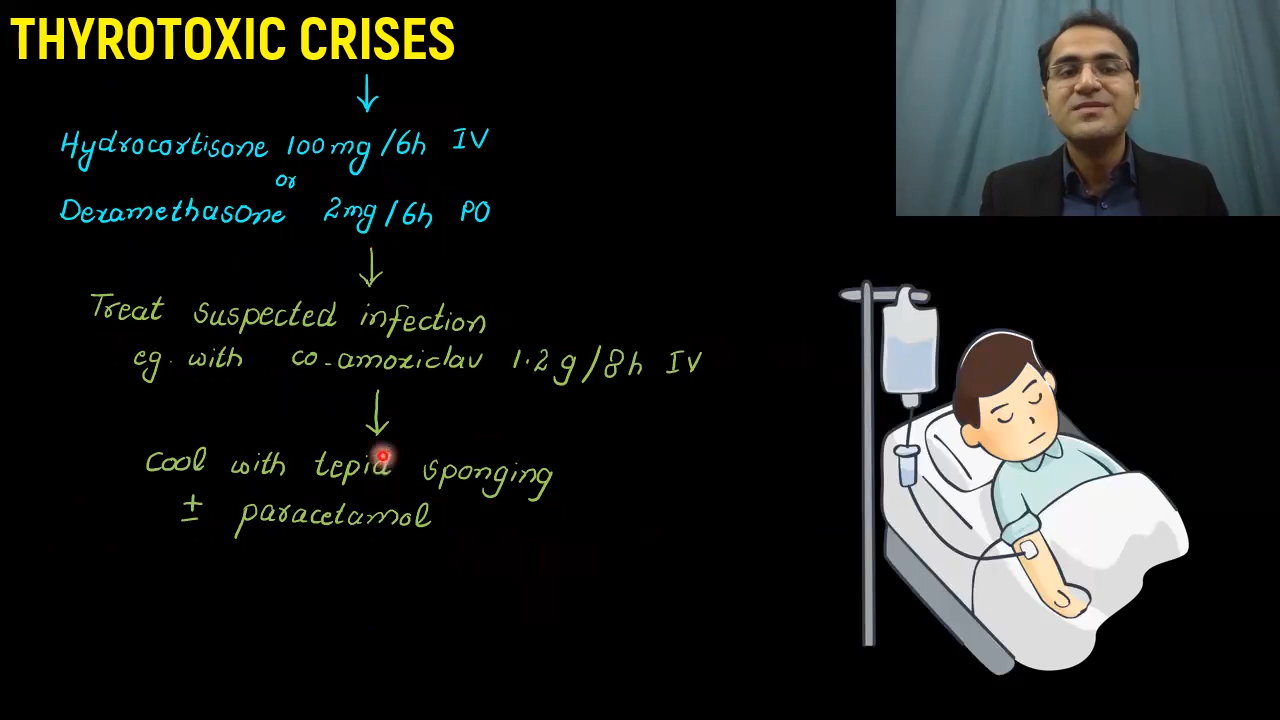 THYROTOXIC CRISES
Hydrocortisone 100mg/6h IV
or
Dexamethasone 2mg/6h PO
Treat suspected infection
eg. with co-amoxiclav 1.2g/8h IV
Cool with tepid sponging
± paracetamol